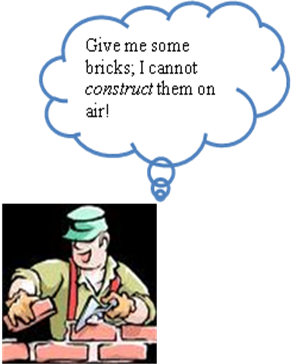 Give me some
bricks; I cannot
construct them on
air!